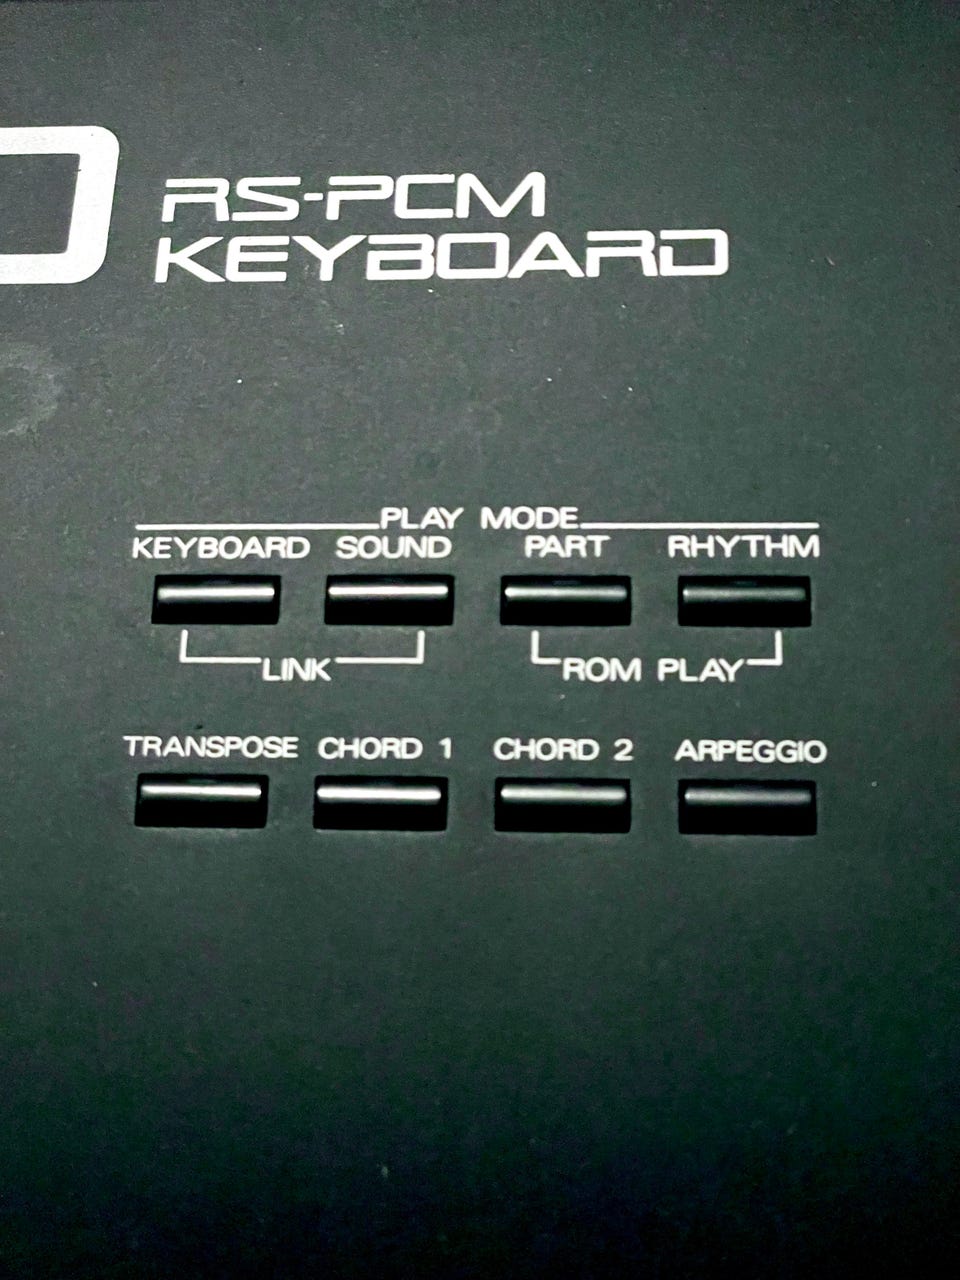 RS-PCM
KEYBOARD
PLAY MODE
KEYBOARD SOUND PART RHYTHM
LINK ROM PLAY
TRANSPOSE CHORD 1 CHORD 2 ARPEGGIO